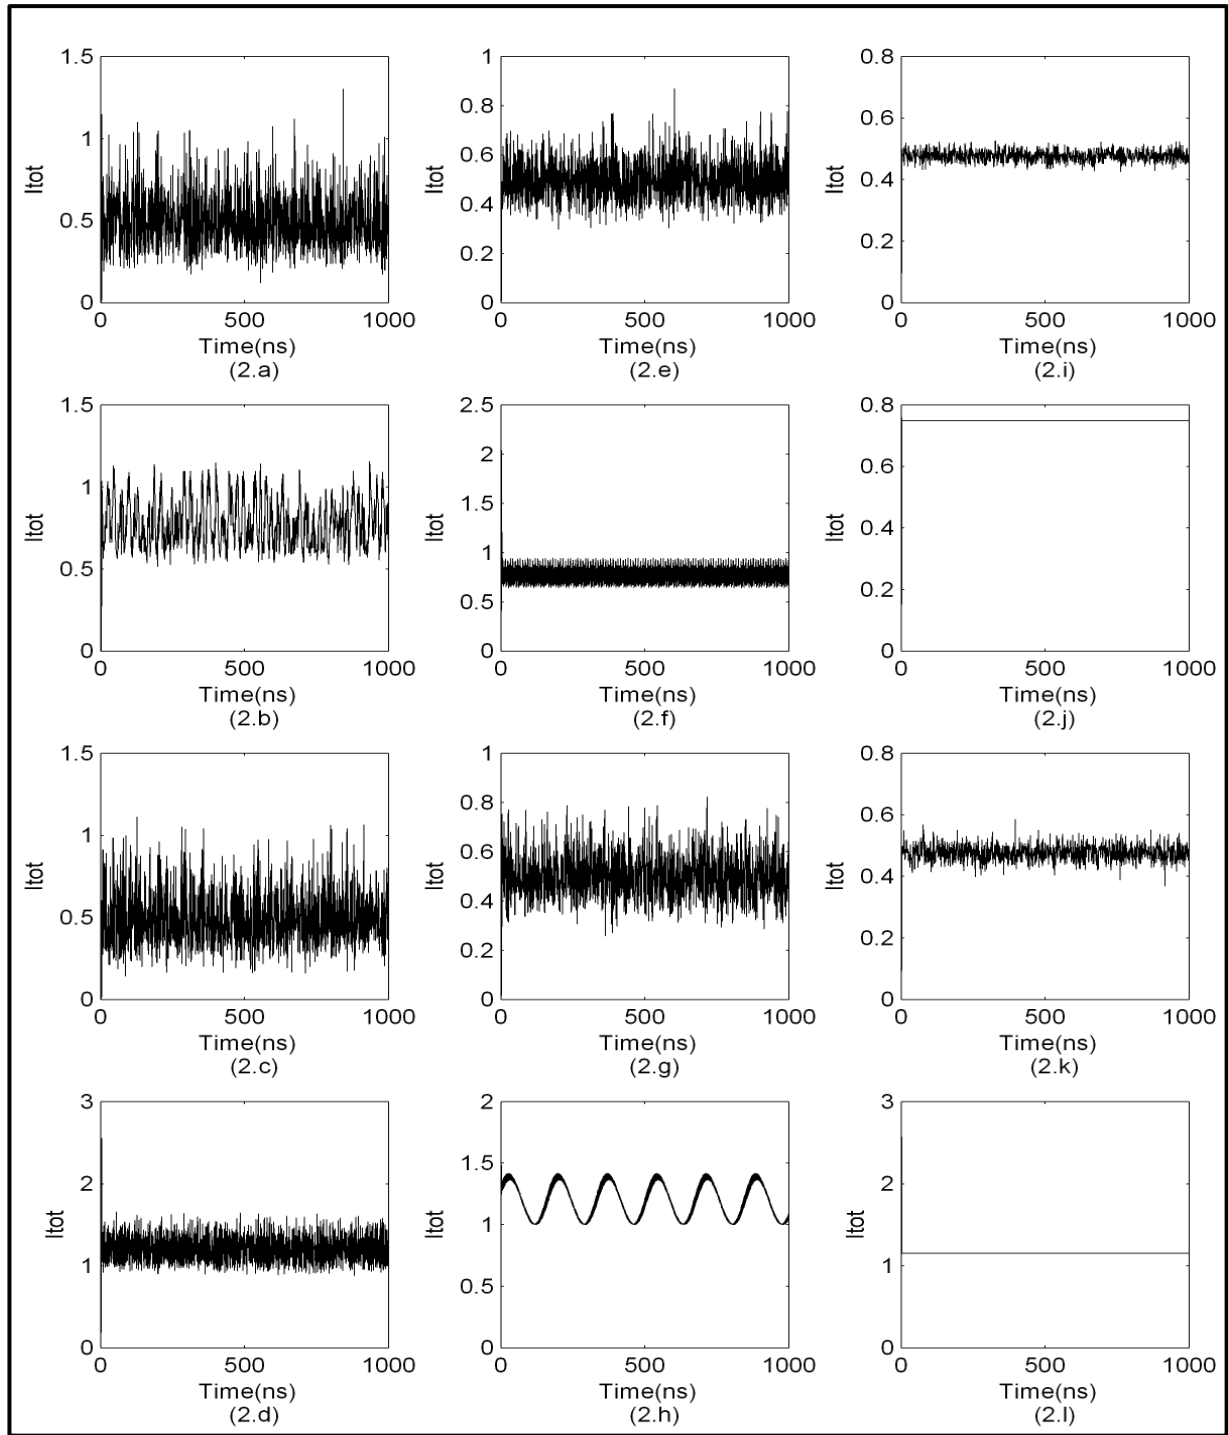 1.5
1
0.5
0
Itot
0 500 1000
Time(ns)
(2.a)
1
0.8
0.6
0.4
0.2
0
Itot
0 500 1000
Time(ns)
(2.e)
0.8
0.6
0.4
0.2
0
Itot
0 500 1000
Time(ns)
(2.i)
1.5
1
0.5
0
Itot
0 500 1000
Time(ns)
(2.b)
2.5
2
1.5
1
0.5
0
Itot
0 500 1000
Time(ns)
(2.f)
0.8
0.6
0.4
0.2
0
Itot
0 500 1000
Time(ns)
(2.j)
1.5
1
0.5
0
Itot
0 500 1000
Time(ns)
(2.c)
1
0.8
0.6
0.4
0.2
0
Itot
0 500 1000
Time(ns)
(2.g)
0.8
0.6
0.4
0.2
0
Itot
0 500 1000
Time(ns)
(2.k)
3
2
1
0
Itot
0 500 1000
Time(ns)
(2.d)
2
1.5
1
0.5
0
Itot
0 500 1000
Time(ns)
(2.h)
3
2
1
0
Itot
0 500 1000
Time(ns)
(2.l)